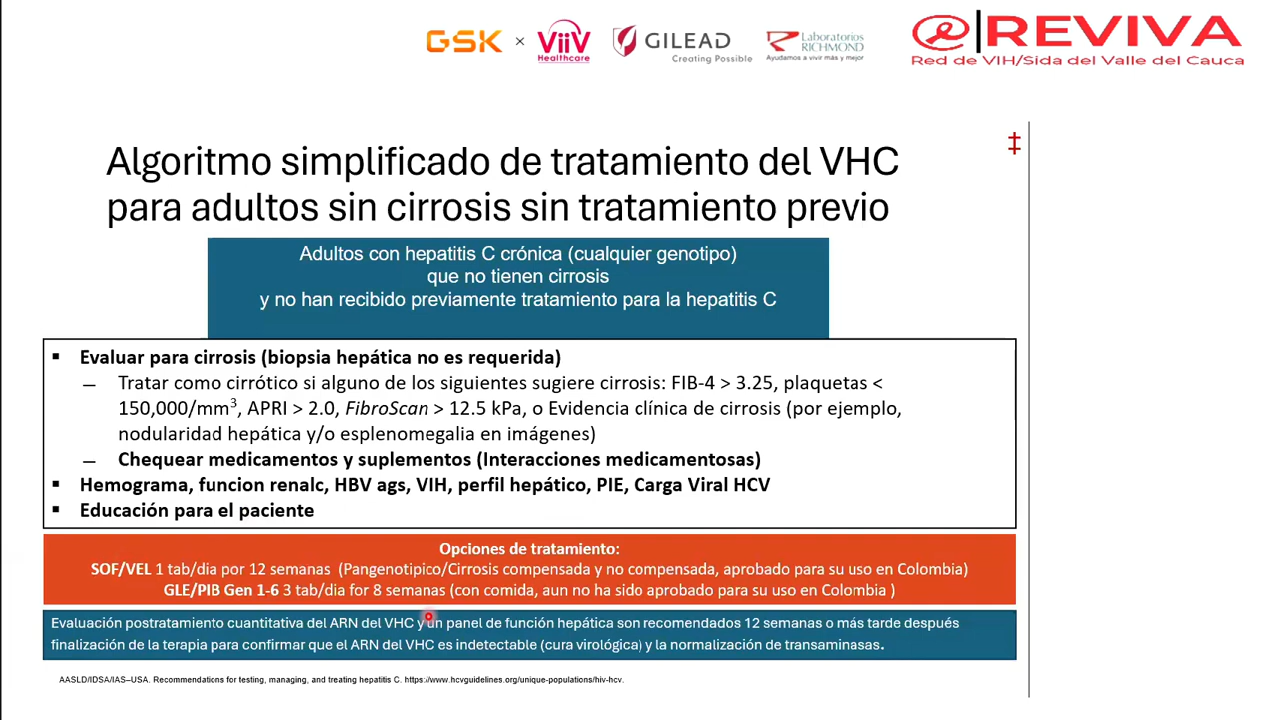 GSK × ViiV Healthcare GILEAD Creating Possible Laboratorios RICHMOND Ayudamos a vivir más y mejor
REVIVA
Red de VIH/Sida del Valle del Cauca
‡
Algoritmo simplificado de tratamiento del VHC
para adultos sin cirrosis sin tratamiento previo
Adultos con hepatitis C crónica (cualquier genotipo)
que no tienen cirrosis
y no han recibido previamente tratamiento para la hepatitis C
▪ Evaluar para cirrosis (biopsia hepática no es requerida)
– Tratar como cirrótico si alguno de los siguientes sugiere cirrosis: FIB-4 > 3.25, plaquetas <
150,000/mm³, APRI > 2.0, FibroScan > 12.5 kPa, o Evidencia clínica de cirrosis (por ejemplo,
nodularidad hepática y/o esplenomegalia en imágenes)
– Chequear medicamentos y suplementos (Interacciones medicamentosas)
▪ Hemograma, funcion renalc, HBV ags, VIH, perfil hepático, PIE, Carga Viral HCV
▪ Educación para el paciente
Opciones de tratamiento:
SOF/VEL 1 tab/dia por 12 semanas (Pangenotipico/Cirrosis compensada y no compensada, aprobado para su uso en Colombia)
GLE/PIB Gen 1-6 3 tab/dia for 8 semanas (con comida, aun no ha sido aprobado para su uso en Colombia )
Evaluación postratamiento cuantitativa del ARN del VHC y un panel de función hepática son recomendados 12 semanas o más tarde después
finalización de la terapia para confirmar que el ARN del VHC es indetectable (cura virológica) y la normalización de transaminasas.
AASLD/IDSA/IAS–USA. Recommendations for testing, managing, and treating hepatitis C. https://www.hcvguidelines.org/unique-populations/hiv-hcv.